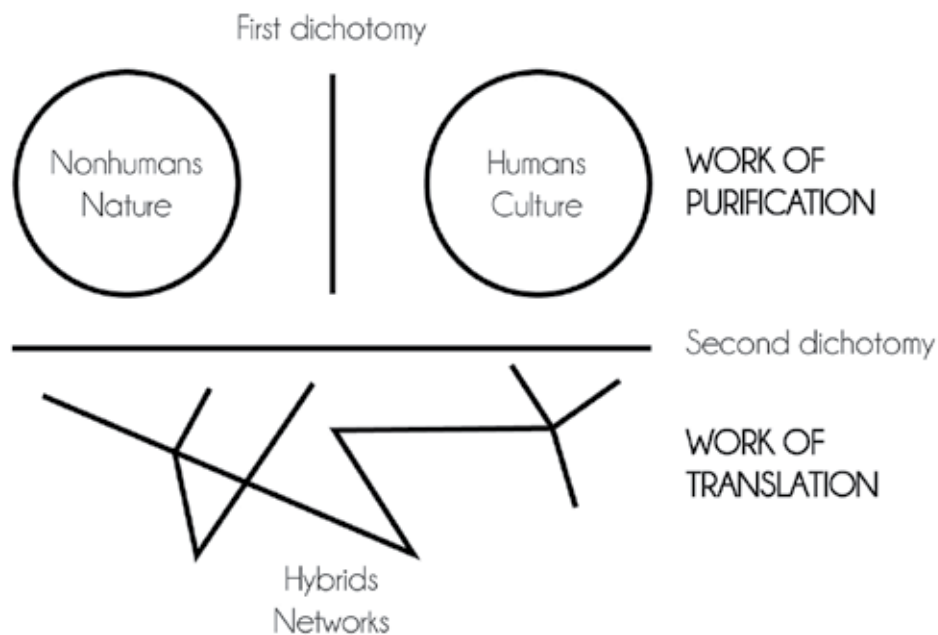 First dichotomy
Nonhumans
Nature
Humans
Culture
WORK OF
PURIFICATION
Second dichotomy
WORK OF
TRANSLATION
Hybrids
Networks